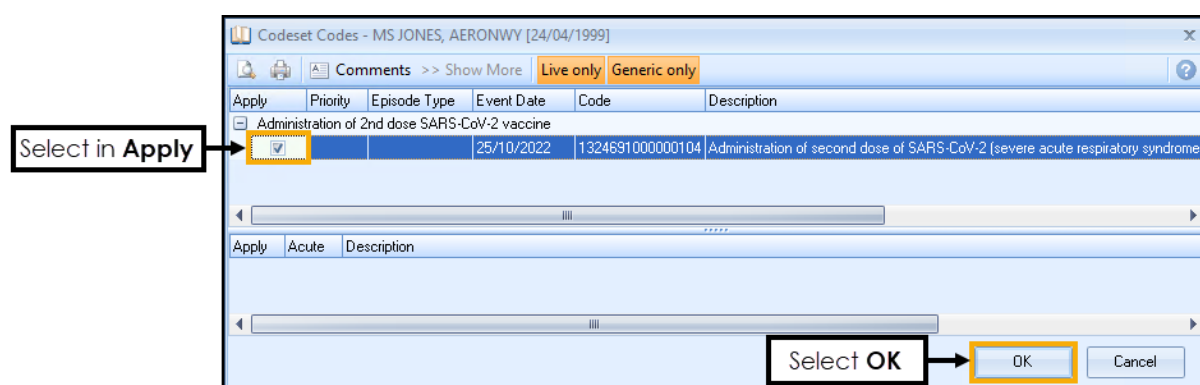 Codeset Codes - MS JONES, AERONWY [24/04/1999]
Comments >> Show More Live only Generic only
Apply Priority Episode Type Event Date Code Description
Administration of 2nd dose SARS-CoV-2 vaccine
Select in Apply
25/10/2022 1324691000000104 Administration of second dose of SARS-CoV-2 (severe acute respiratory syndrome
Apply Acute Description
Select OK
OK Cancel